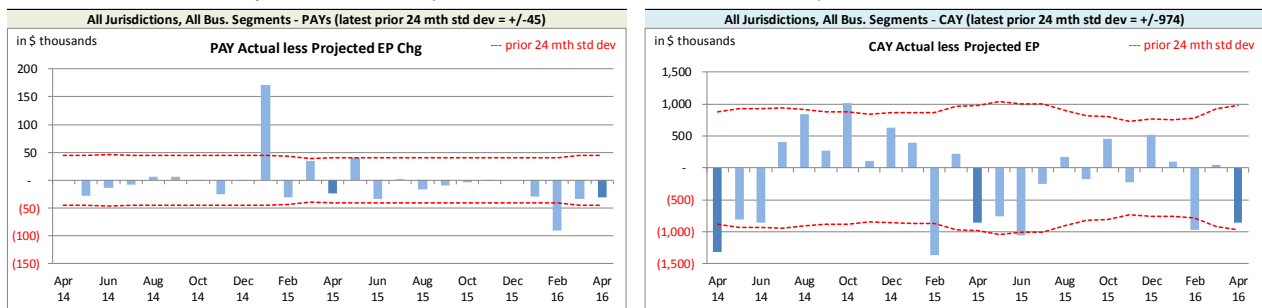 All Jurisdictions, All Bus. Segments - PAYs (latest prior 24 mth std dev = +/-45)
in $ thousands
PAY Actual less Projected EP Chg
--- prior 24 mth std dev
200
150
100
50
-
(50)
(100)
(150)
Apr 14
Jun 14
Aug 14
Oct 14
Dec 14
Feb 15
Apr 15
Jun 15
Aug 15
Oct 15
Dec 15
Feb 16
Apr 16
All Jurisdictions, All Bus. Segments - CAY (latest prior 24 mth std dev = +/-974)
in $ thousands
CAY Actual less Projected EP
--- prior 24 mth std dev
1,500
1,000
500
-
(500)
(1,000)
(1,500)
Apr 14
Jun 14
Aug 14
Oct 14
Dec 14
Feb 15
Apr 15
Jun 15
Aug 15
Oct 15
Dec 15
Feb 16
Apr 16